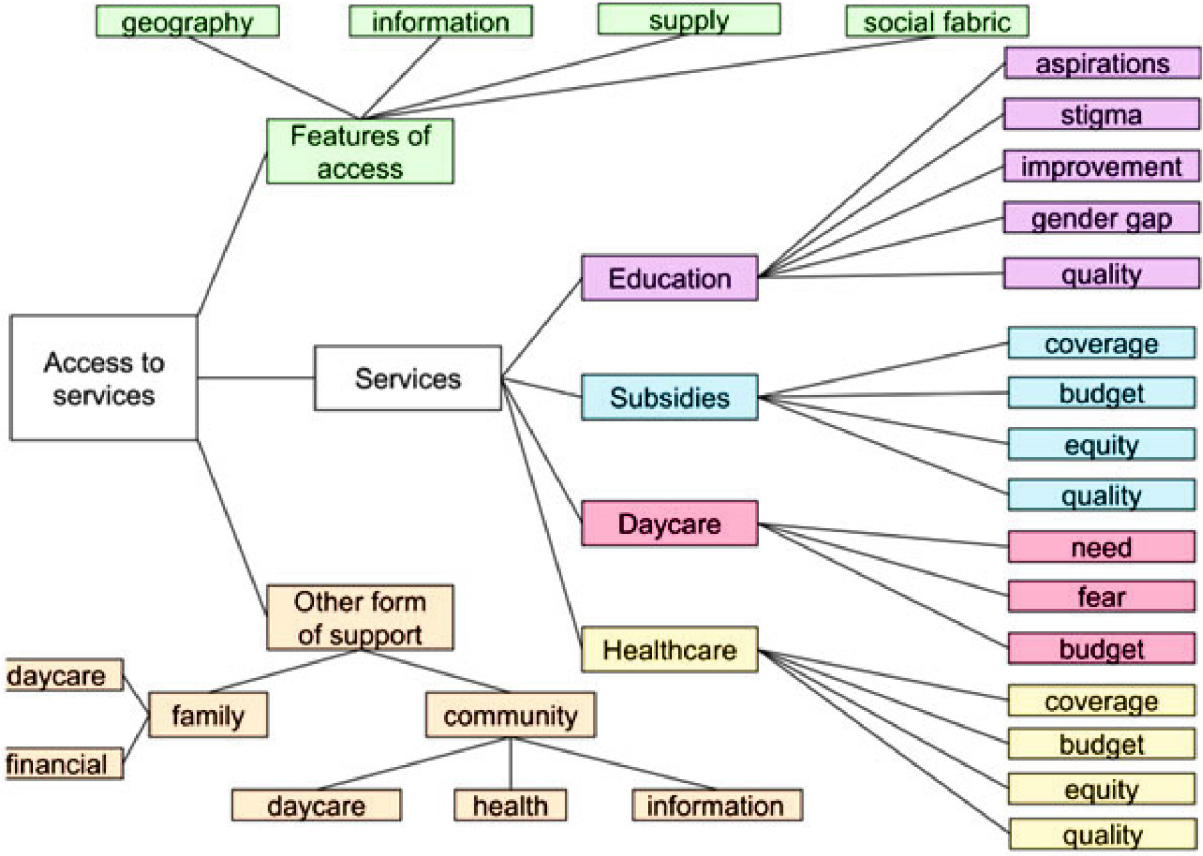 geography
information
supply
social fabric
aspirations
stigma
improvement
gender gap
quality
Features of
access
Education
Access to
services
Services
Subsidies
coverage
budget
equity
quality
Daycare
need
fear
budget
Other form
of support
Healthcare
coverage
budget
equity
quality
daycare
financial
family
community
daycare
health
information